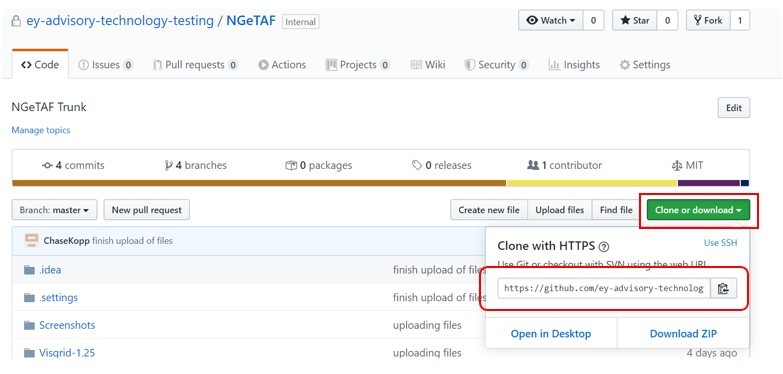 ey-advisory-technology-testing / NGeTAF Internal
Watch 0 Star 0 Fork 1
Code Issues 0 Pull requests 0 Actions Projects 0 Wiki Security 0 Insights Settings
NGeTAF Trunk Edit
Manage topics
4 commits 4 branches 0 packages 0 releases 1 contributor MIT
Branch: master New pull request Create new file Upload files Find file Clone or download
ChaseKopp finish upload of files
Clone with HTTPS ? Use SSH
Use Git or checkout with SVN using the web URL
.idea finish upload of files
https://github.com/ey-advisory-technolog
.settings finish upload of files
Screenshots uploading files
Open in Desktop Download ZIP
Visgrid-1.25 uploading files 4 days ago